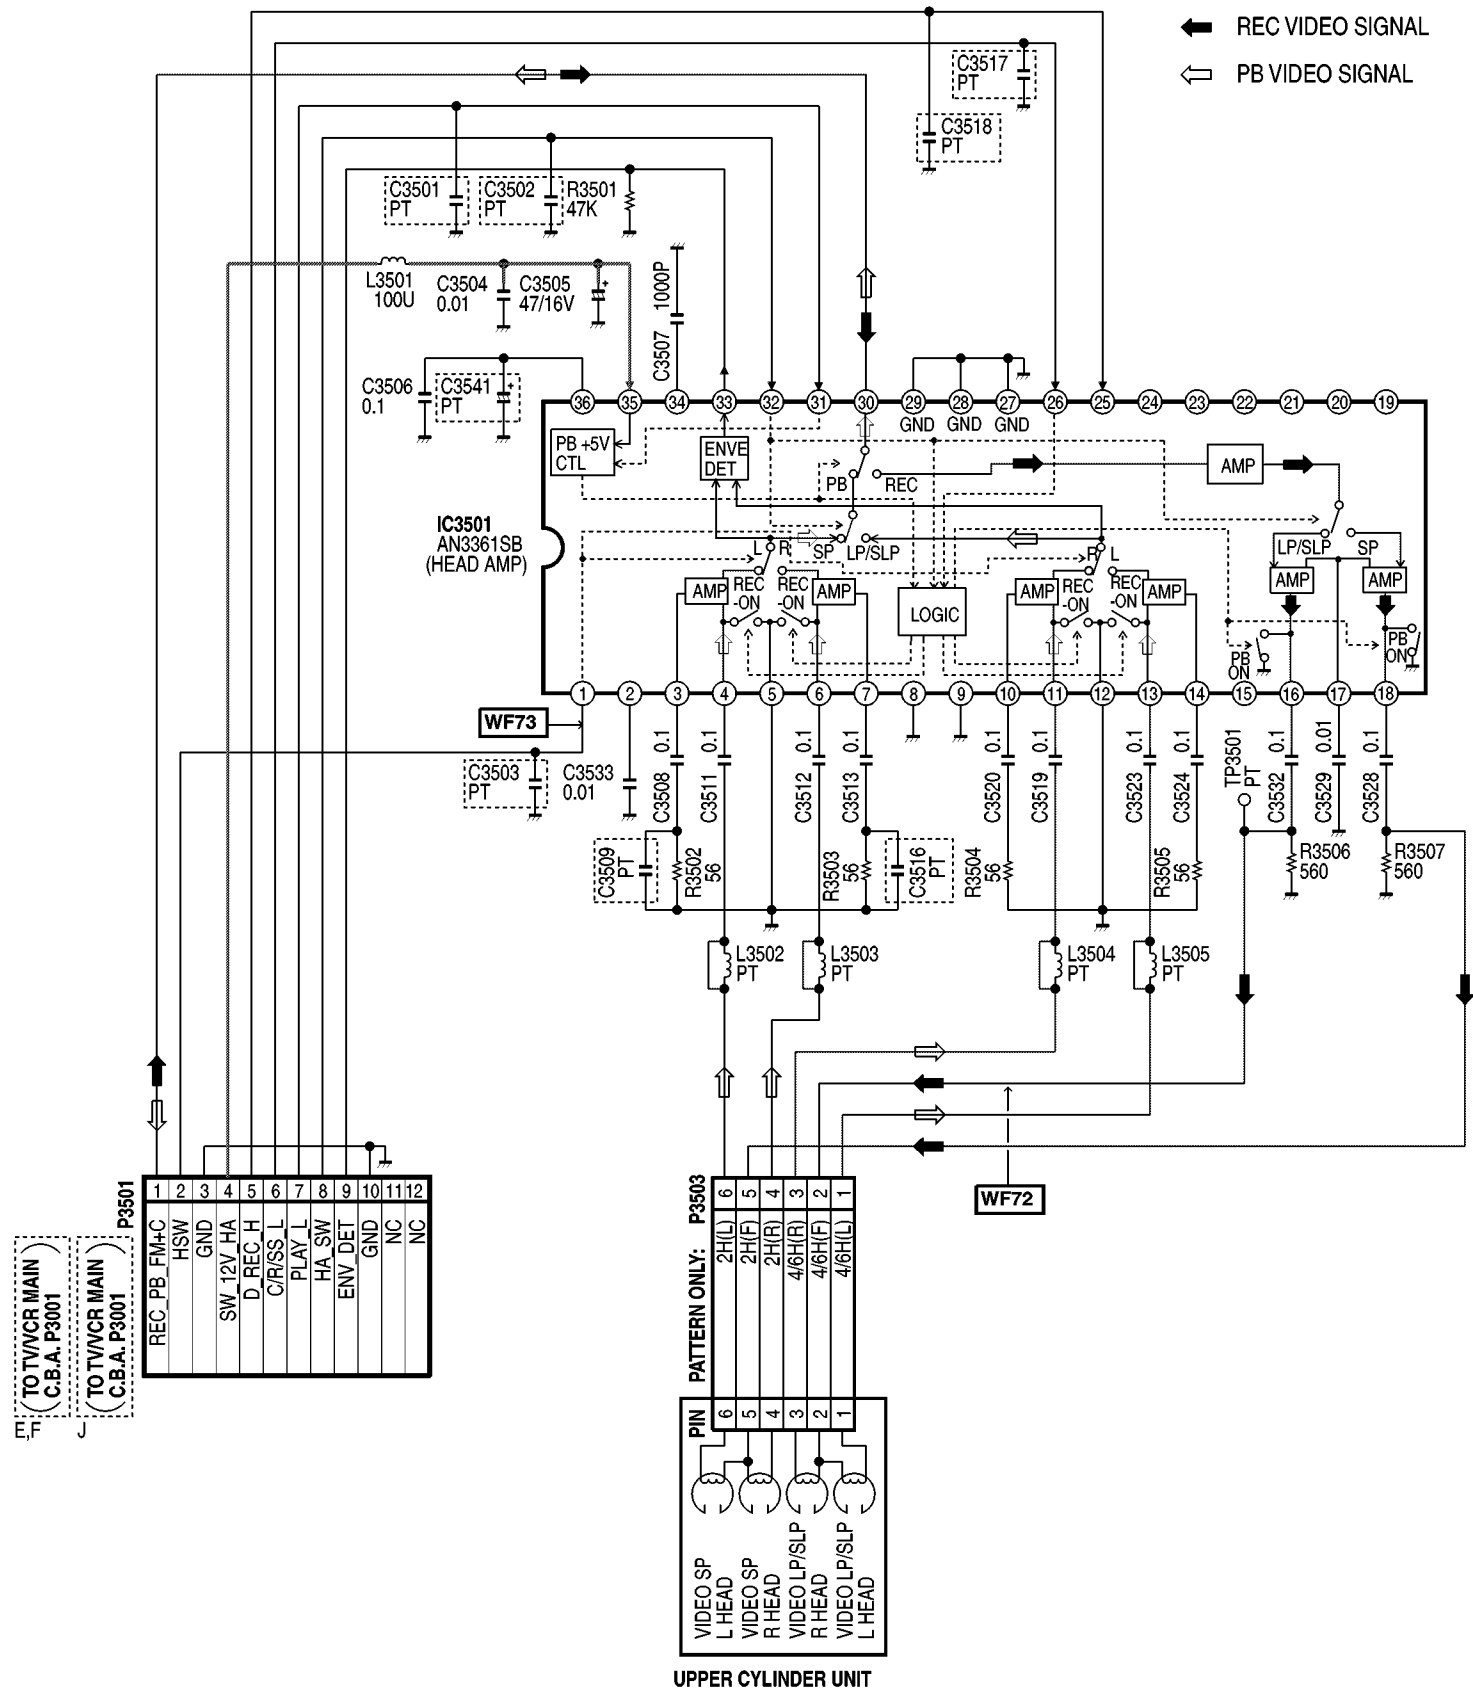 REC VIDEO SIGNAL
PB VIDEO SIGNAL
C3517
PT
C3518
PT
C3501
PT
C3502
PT
R3501
47K
L3501
100U
C3504
0.01
C3505
47/16V
C3507 1000P
C3506
0.1
C3541
PT
36 35 34 33 32 31 30 29 28 27 26 25 24 23 22 21 20 19
GND GND GND
PB +5V
CTL
ENVE
DET
PB REC
AMP
IC3501
AN3361SB
(HEAD AMP)
L R SP LP/SLP
R L
LP/SLP SP
AMP AMP
AMP REC
-ON
REC
-ON AMP
LOGIC
AMP REC
-ON
REC
-ON AMP
PB
ON
PB
ON
1 2 3 4 5 6 7 8 9 10 11 12 13 14 15 16 17 18
WF73
C3503
PT
C3533
0.01
C3508 0.1
C3511 0.1
C3512 0.1
C3513 0.1
C3520 0.1
C3519 0.1
C3523 0.1
C3524 0.1
TP3501
PT
C3532 0.1
C3529 0.01
C3528 0.1
C3509
PT
R3502
56
R3503
56
C3516
PT
R3504
56
R3505
56
R3506
560
R3507
560
L3502
PT
L3503
PT
L3504
PT
L3505
PT
WF72
P3501
1 2 3 4 5 6 7 8 9 10 11 12
REC_PB_FM+C
HSW
GND
SW_12V_HA
D_REC_H
C/R/SS_L
PLAY_L
HA_SW
ENV_DET
GND
NC
NC
(TO TV/VCR MAIN
C.B.A. P3001)
E,F
(TO TV/VCR MAIN
C.B.A. P3001)
J
PATTERN ONLY: P3503
6 5 4 3 2 1
2H(L)
2H(F)
2H(R)
4/6H(R)
4/6H(F)
4/6H(L)
PIN
6 5 4 3 2 1
VIDEO SP
L HEAD
VIDEO SP
R HEAD
VIDEO LP/SLP
R HEAD
VIDEO LP/SLP
L HEAD
UPPER CYLINDER UNIT